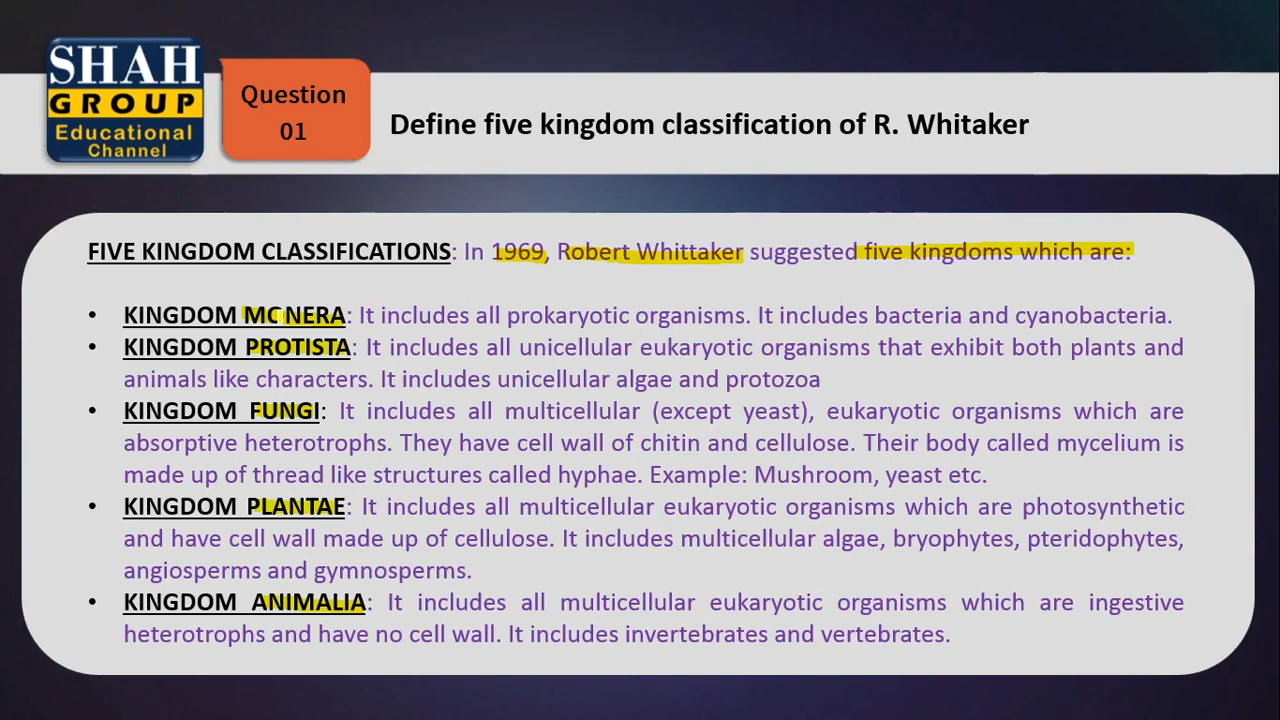 SHAH
GROUP
Educational
Channel
Question
01
Define five kingdom classification of R. Whitaker
FIVE KINGDOM CLASSIFICATIONS: In 1969, Robert Whittaker suggested five kingdoms which are:
• KINGDOM MONERA: It includes all prokaryotic organisms. It includes bacteria and cyanobacteria.
• KINGDOM PROTISTA: It includes all unicellular eukaryotic organisms that exhibit both plants and
animals like characters. It includes unicellular algae and protozoa
• KINGDOM FUNGI: It includes all multicellular (except yeast), eukaryotic organisms which are
absorptive heterotrophs. They have cell wall of chitin and cellulose. Their body called mycelium is
made up of thread like structures called hyphae. Example: Mushroom, yeast etc.
• KINGDOM PLANTAE: It includes all multicellular eukaryotic organisms which are photosynthetic
and have cell wall made up of cellulose. It includes multicellular algae, bryophytes, pteridophytes,
angiosperms and gymnosperms.
• KINGDOM ANIMALIA: It includes all multicellular eukaryotic organisms which are ingestive
heterotrophs and have no cell wall. It includes invertebrates and vertebrates.